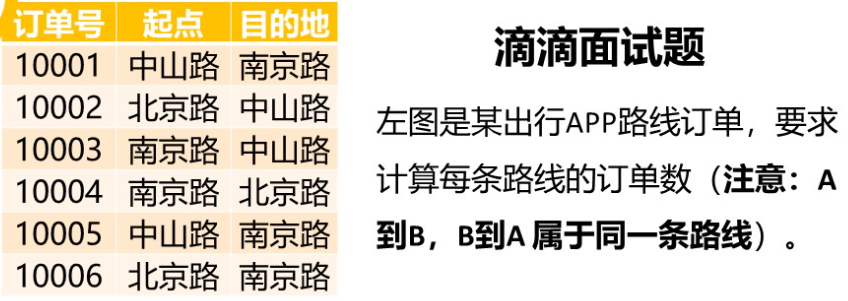 订单号 起点 目的地
10001 中山路 南京路
10002 北京路 中山路
10003 南京路 中山路
10004 南京路 北京路
10005 中山路 南京路
10006 北京路 南京路
滴滴面试题
左图是某出行APP路线订单，要求
计算每条路线的订单数（注意：A
到B，B到A 属于同一条路线）。